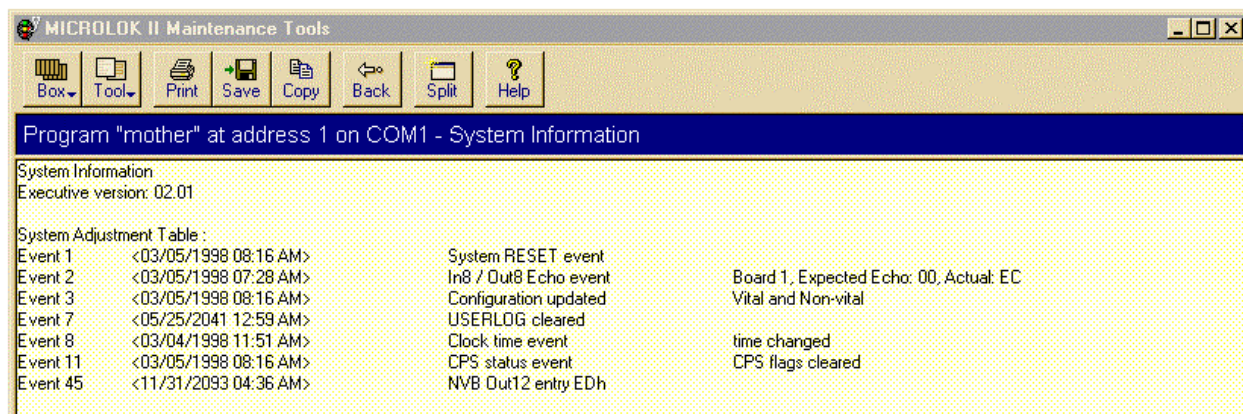 MICROLOK II Maintenance Tools
Box Tool Print Save Copy Back Split Help
Program "mother" at address 1 on COM1 - System Information
System Information
Executive version: 02.01
System Adjustment Table :
Event 1 <03/05/1998 08:16 AM> System RESET event
Event 2 <03/05/1998 07:28 AM> In8 / Out8 Echo event Board 1, Expected Echo: 00, Actual: EC
Event 3 <03/05/1998 08:16 AM> Configuration updated Vital and Non-vital
Event 7 <05/25/2041 12:59 AM> USERLOG cleared
Event 8 <03/04/1998 11:51 AM> Clock time event time changed
Event 11 <03/05/1998 08:16 AM> CPS status event CPS flags cleared
Event 45 <11/31/2093 04:36 AM> NVB Out12 entry EDh